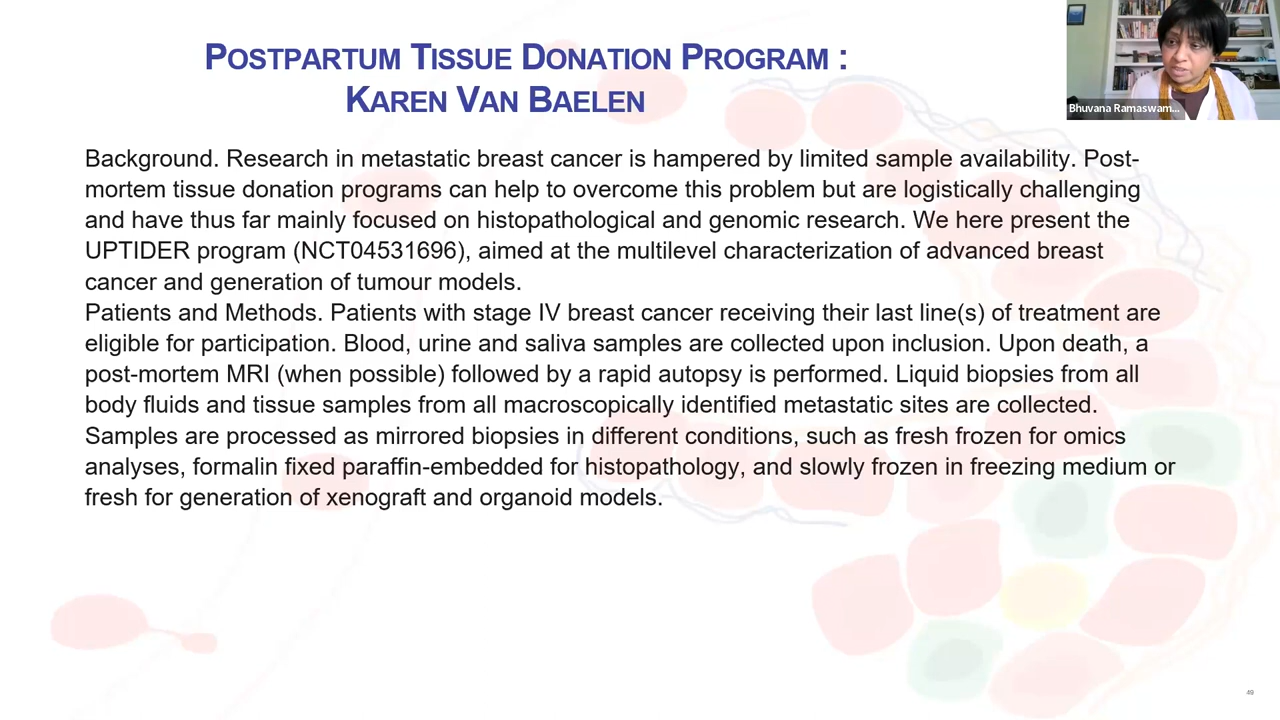 POSTPARTUM TISSUE DONATION PROGRAM :
KAREN VAN BAELEN
Bhuvana Ramaswam...
Background. Research in metastatic breast cancer is hampered by limited sample availability. Post-
mortem tissue donation programs can help to overcome this problem but are logistically challenging
and have thus far mainly focused on histopathological and genomic research. We here present the
UPTIDER program (NCT04531696), aimed at the multilevel characterization of advanced breast
cancer and generation of tumour models.
Patients and Methods. Patients with stage IV breast cancer receiving their last line(s) of treatment are
eligible for participation. Blood, urine and saliva samples are collected upon inclusion. Upon death, a
post-mortem MRI (when possible) followed by a rapid autopsy is performed. Liquid biopsies from all
body fluids and tissue samples from all macroscopically identified metastatic sites are collected.
Samples are processed as mirrored biopsies in different conditions, such as fresh frozen for omics
analyses, formalin fixed paraffin-embedded for histopathology, and slowly frozen in freezing medium or
fresh for generation of xenograft and organoid models.
49